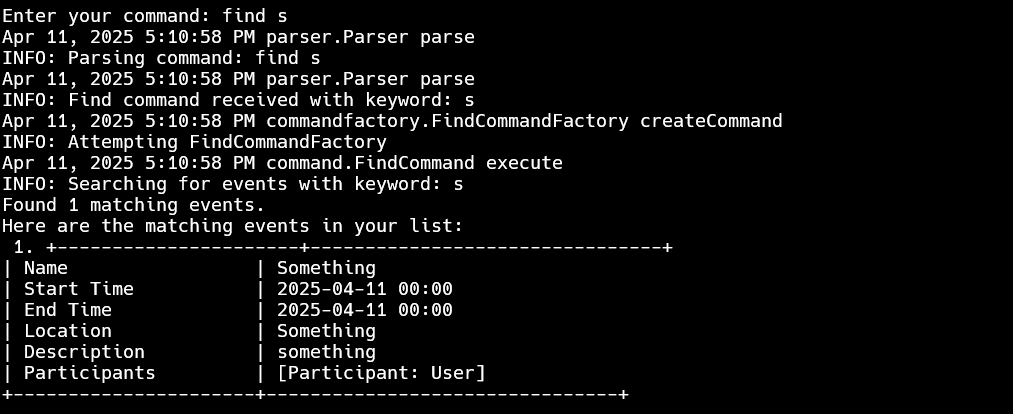 Enter your command: find s
Apr 11, 2025 5:10:58 PM parser.Parser parse
INFO: Parsing command: find s
Apr 11, 2025 5:10:58 PM parser.Parser parse
INFO: Find command received with keyword: s
Apr 11, 2025 5:10:58 PM commandfactory.FindCommandFactory createCommand
INFO: Attempting FindCommandFactory
Apr 11, 2025 5:10:58 PM command.FindCommand execute
INFO: Searching for events with keyword: s
Found 1 matching events.
Here are the matching events in your list:
 1. +----------------------+--------------------------------+
| Name                 | Something
| Start Time           | 2025-04-11 00:00
| End Time             | 2025-04-11 00:00
| Location             | Something
| Description          | something
| Participants         | [Participant: User]
+----------------------+--------------------------------+